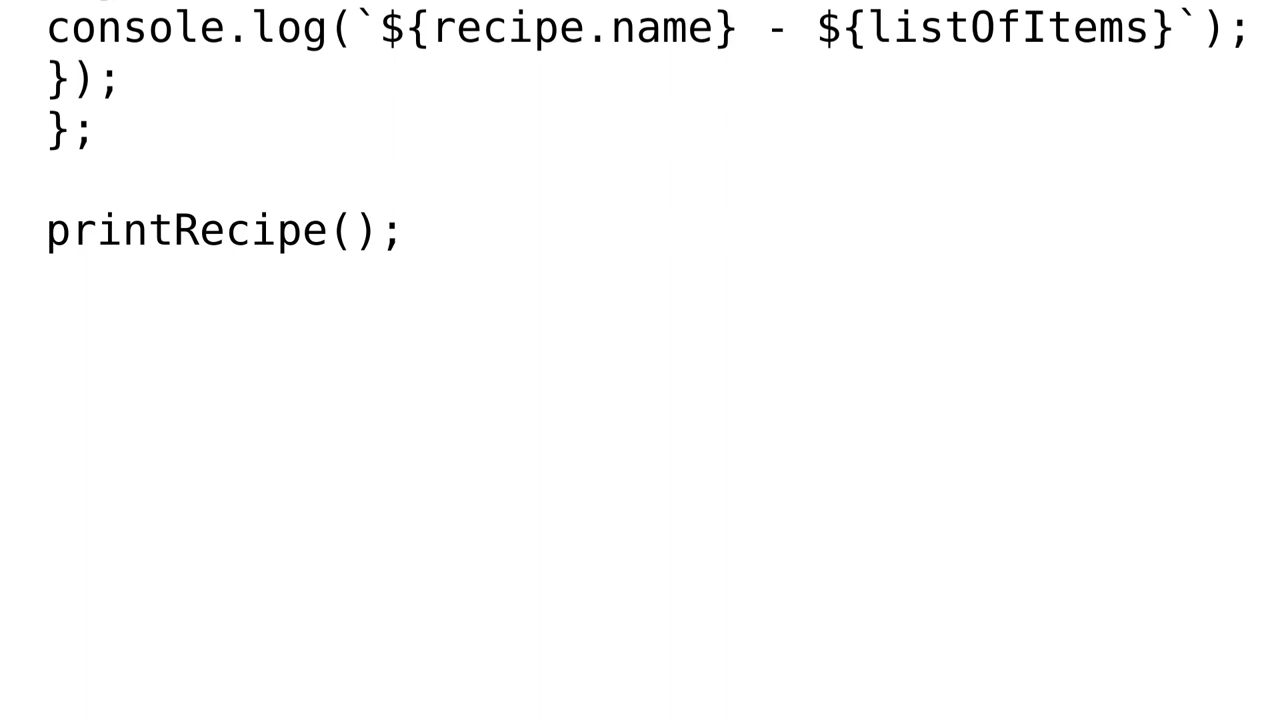 console.log(`${recipe.name} - ${listOfItems}`);
});
};
printRecipe();